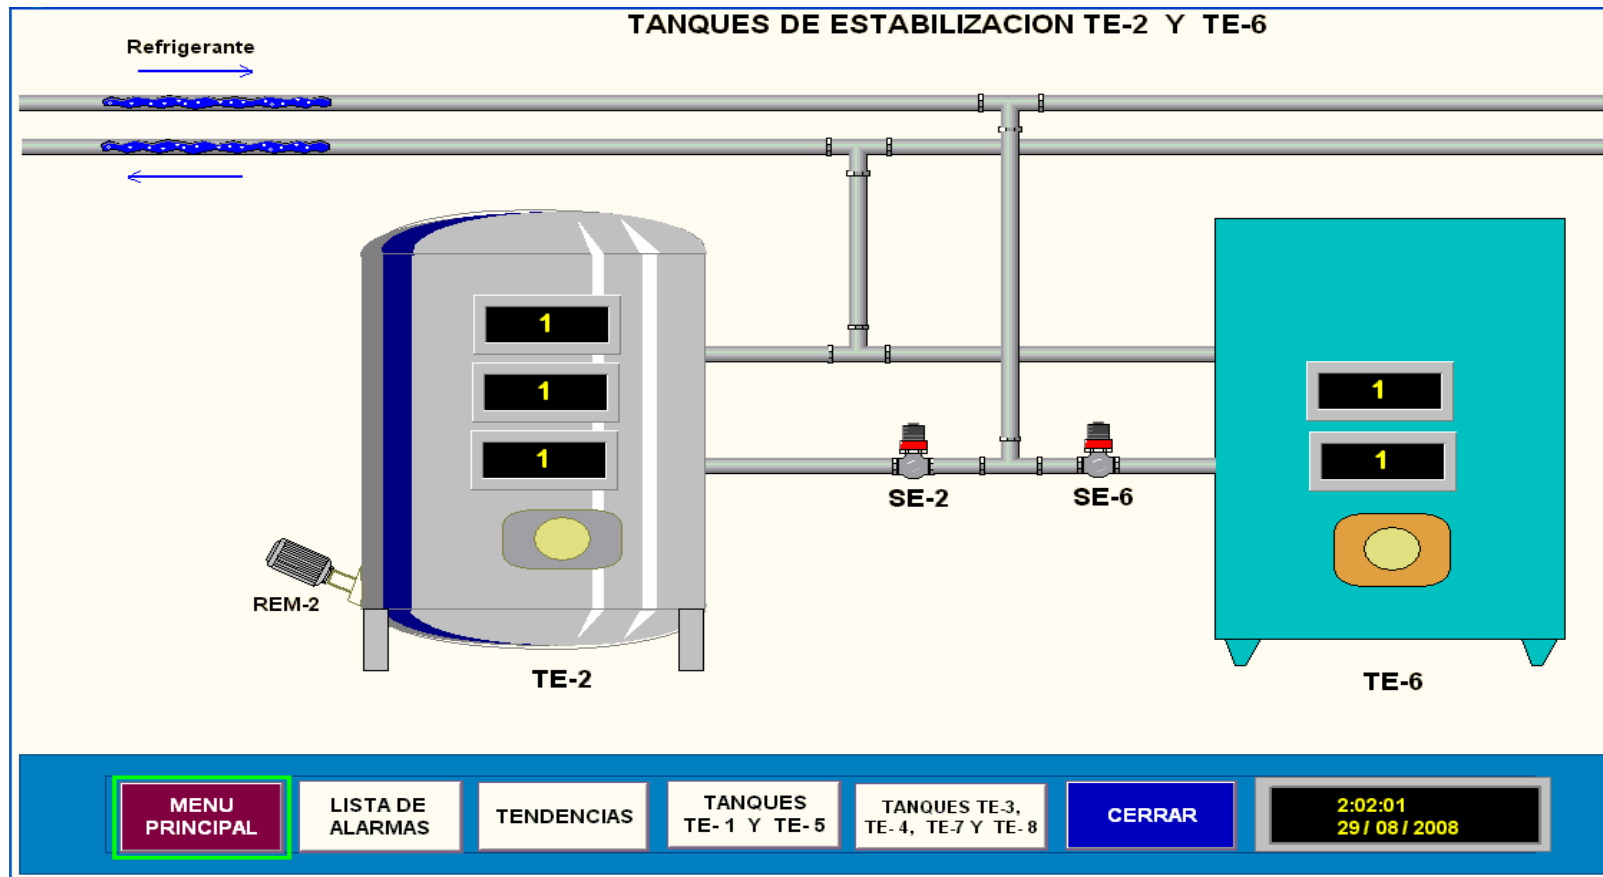 TANQUES DE ESTABILIZACION TE-2 Y TE-6
Refrigerante
1
1
1
1
1
SE-2
SE-6
REM-2
TE-2
TE-6
MENU
PRINCIPAL
LISTA DE
ALARMAS
TENDENCIAS
TANQUES
TE- 1 Y TE- 5
TANQUES TE-3,
TE- 4, TE-7 Y TE- 8
CERRAR
2:02:01
29 / 08 / 2008